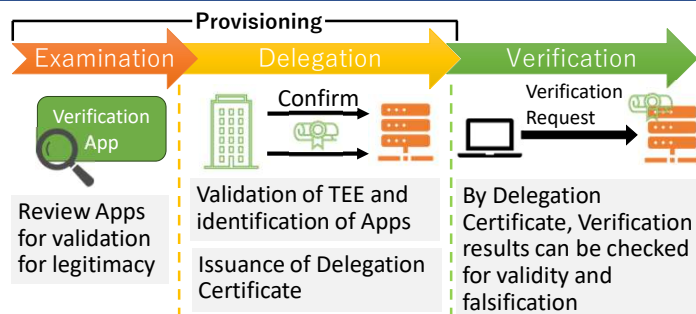 Provisioning
Examination
Delegation
Verification
Verification
App
Confirm
Verification
Request
Review Apps
for validation
for legitimacy
Validation of TEE and
identification of Apps
Issuance of Delegation
Certificate
By Delegation
Certificate, Verification
results can be checked
for validity and
falsification